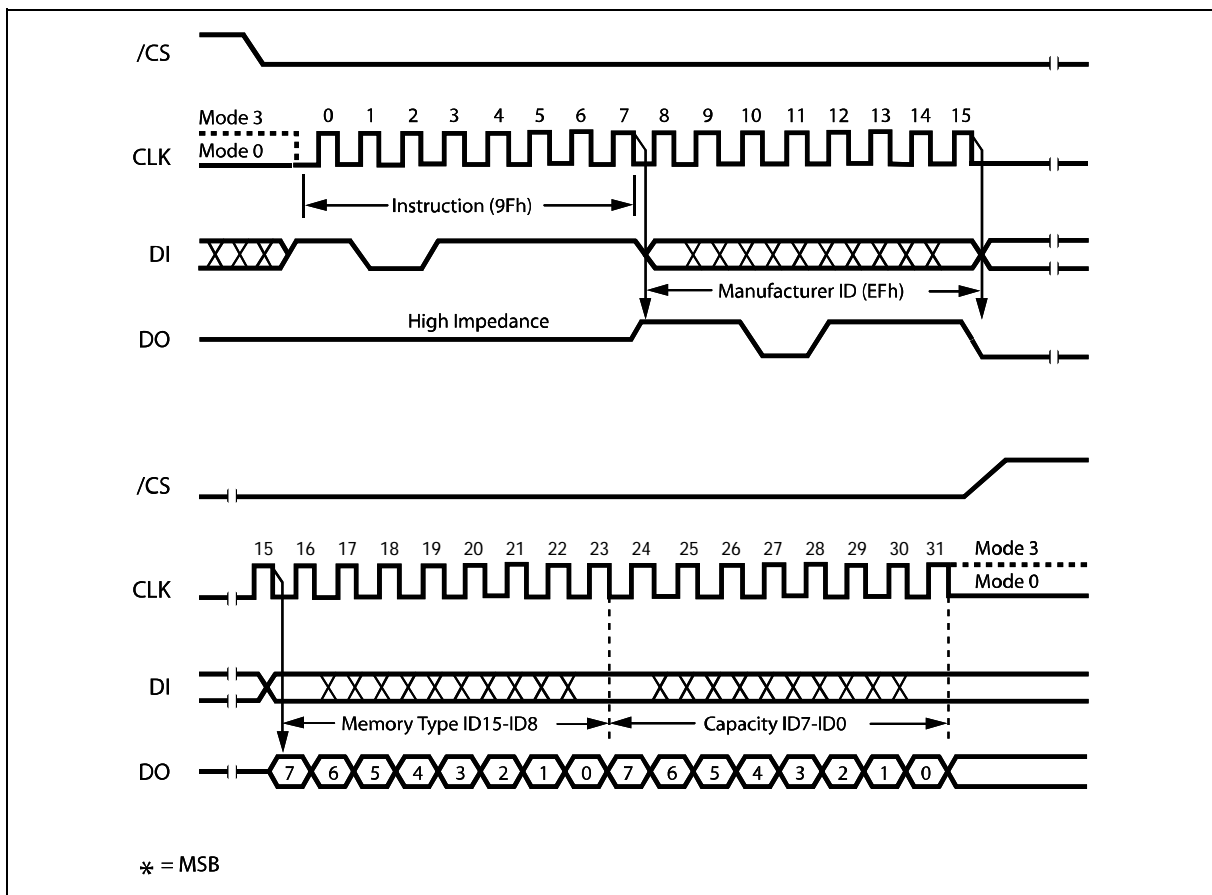 /CS
Mode 3
0 1 2 3 4 5 6 7 8 9 10 11 12 13 14 15
CLK
Mode 0
Instruction (9Fh)
DI
Manufacturer ID (EFh)
High Impedance
DO
/CS
15 16 17 18 19 20 21 22 23 24 25 26 27 28 29 30 31
Mode 3
CLK
Mode 0
DI
Memory Type ID15-ID8
Capacity ID7-ID0
DO
7 6 5 4 3 2 1 0 7 6 5 4 3 2 1 0
* = MSB